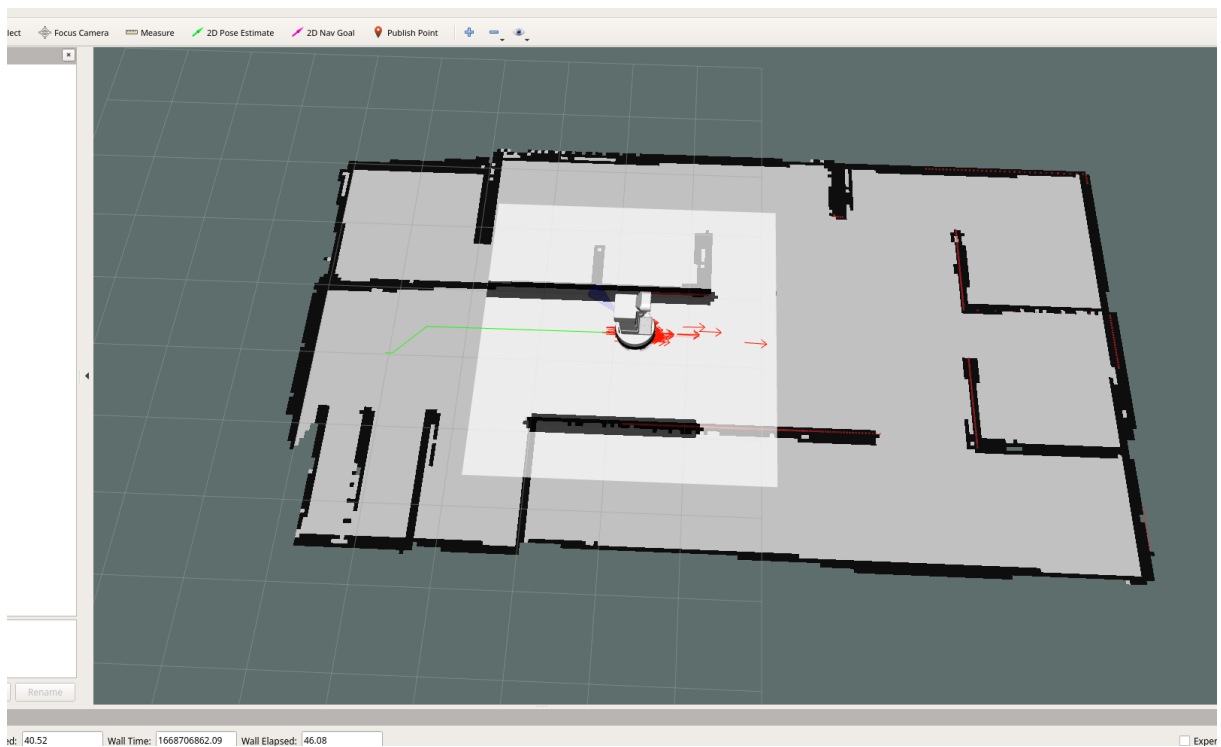 lect Focus Camera Measure 2D Pose Estimate 2D Nav Goal Publish Point
Rename
ed: 40.52 Wall Time: 1668706862.09 Wall Elapsed: 46.08 Exper